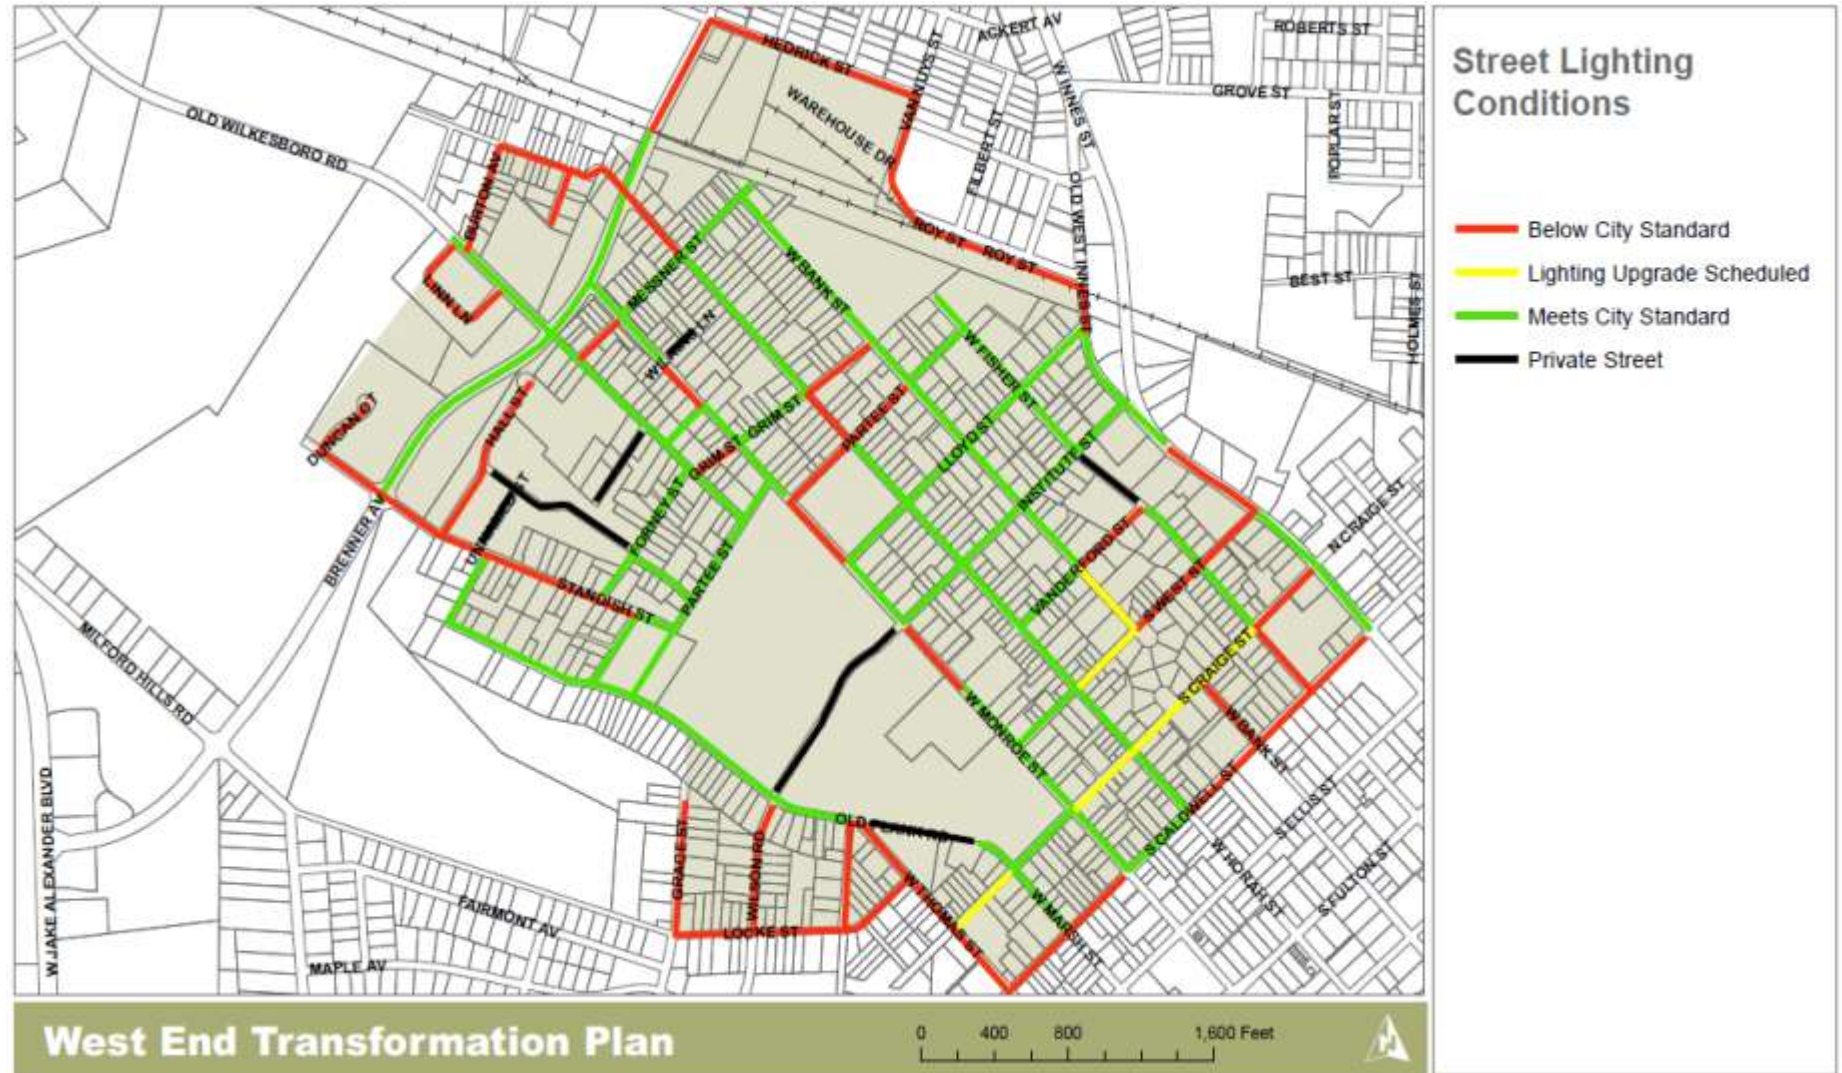 ACKERT AV
ROBERTS ST
HEDRICK ST
VAN NUYS ST
W INNES ST
GROVE ST
POPLAR ST
WAREHOUSE DR
FILBERT ST
OLD WILKESBORO RD
BURTON AV
OLD WEST INNES ST
ROY ST
ROY ST
BEST ST
HOLMES ST
MESSNER ST
W BANK ST
LINN LN
W FISHER ST
DUNCAN CT
HALL ST
GRIM ST
GRIM ST
PARTEE ST
LLOYD ST
INSTITUTE ST
N CRAIGE ST
BRENNER AV
FORNEY ST
PARTEE ST
VANDERFORD ST
S WEST ST
STANDISH ST
MILFORD HILLS RD
S CRAIGE ST
W MONROE ST
W BANK ST
S CALDWELL ST
S ELLIS ST
W HORAH ST
S FULTON ST
OLD
GRACE ST
WILSON RD
W THOMAS ST
W MARSH ST
LOCKE ST
FAIRMONT AV
MAPLE AV
W JAKE ALEXANDER BLVD
Street Lighting
Conditions
Below City Standard
Lighting Upgrade Scheduled
Meets City Standard
Private Street
West End Transformation Plan
0 400 800 1,600 Feet